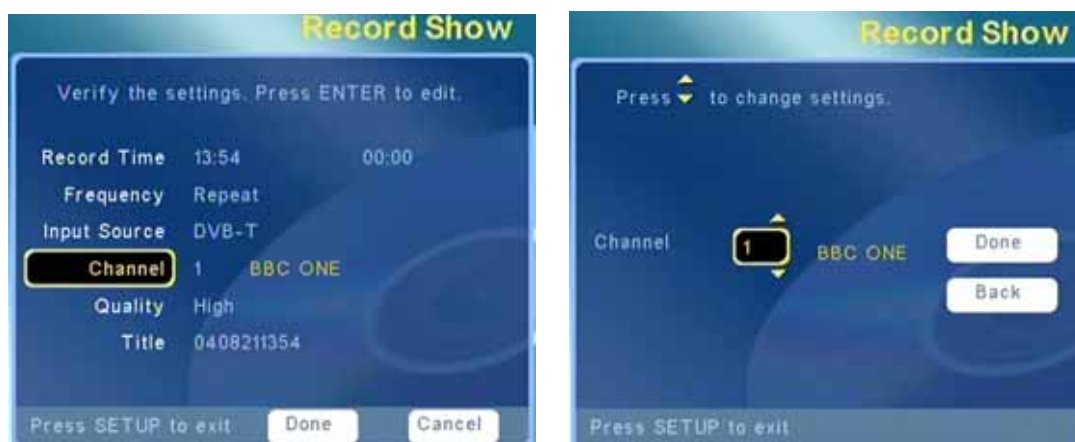 Record Show
Verify the settings. Press ENTER to edit.
Record Time 13:54 00:00
Frequency Repeat
Input Source DVB-T
Channel 1 BBC ONE
Quality High
Title 0408211354
Press SETUP to exit Done Cancel
Record Show
Press to change settings.
Channel 1 BBC ONE Done
Back
Press SETUP to exit